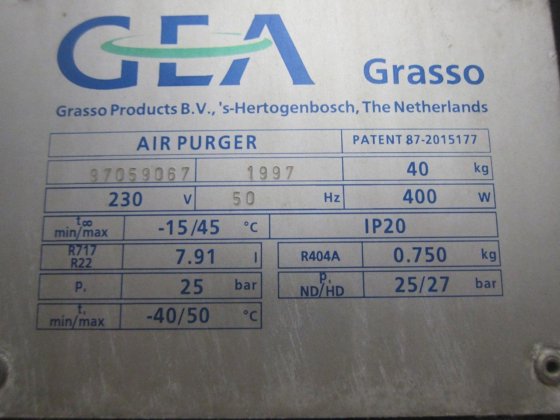 GEA
Grasso
Grasso Products B.V., 's-Hertogenbosch, The Netherlands
AIR PURGER PATENT 87-2015177
97059067 1997 40 kg
230 V 50 Hz 400 W
t∞ min/max -15/45 °C IP20
R717 R22 7.91 l R404A 0.750 kg
p. 25 bar p. ND/HD 25/27 bar
t. min/max -40/50 °C